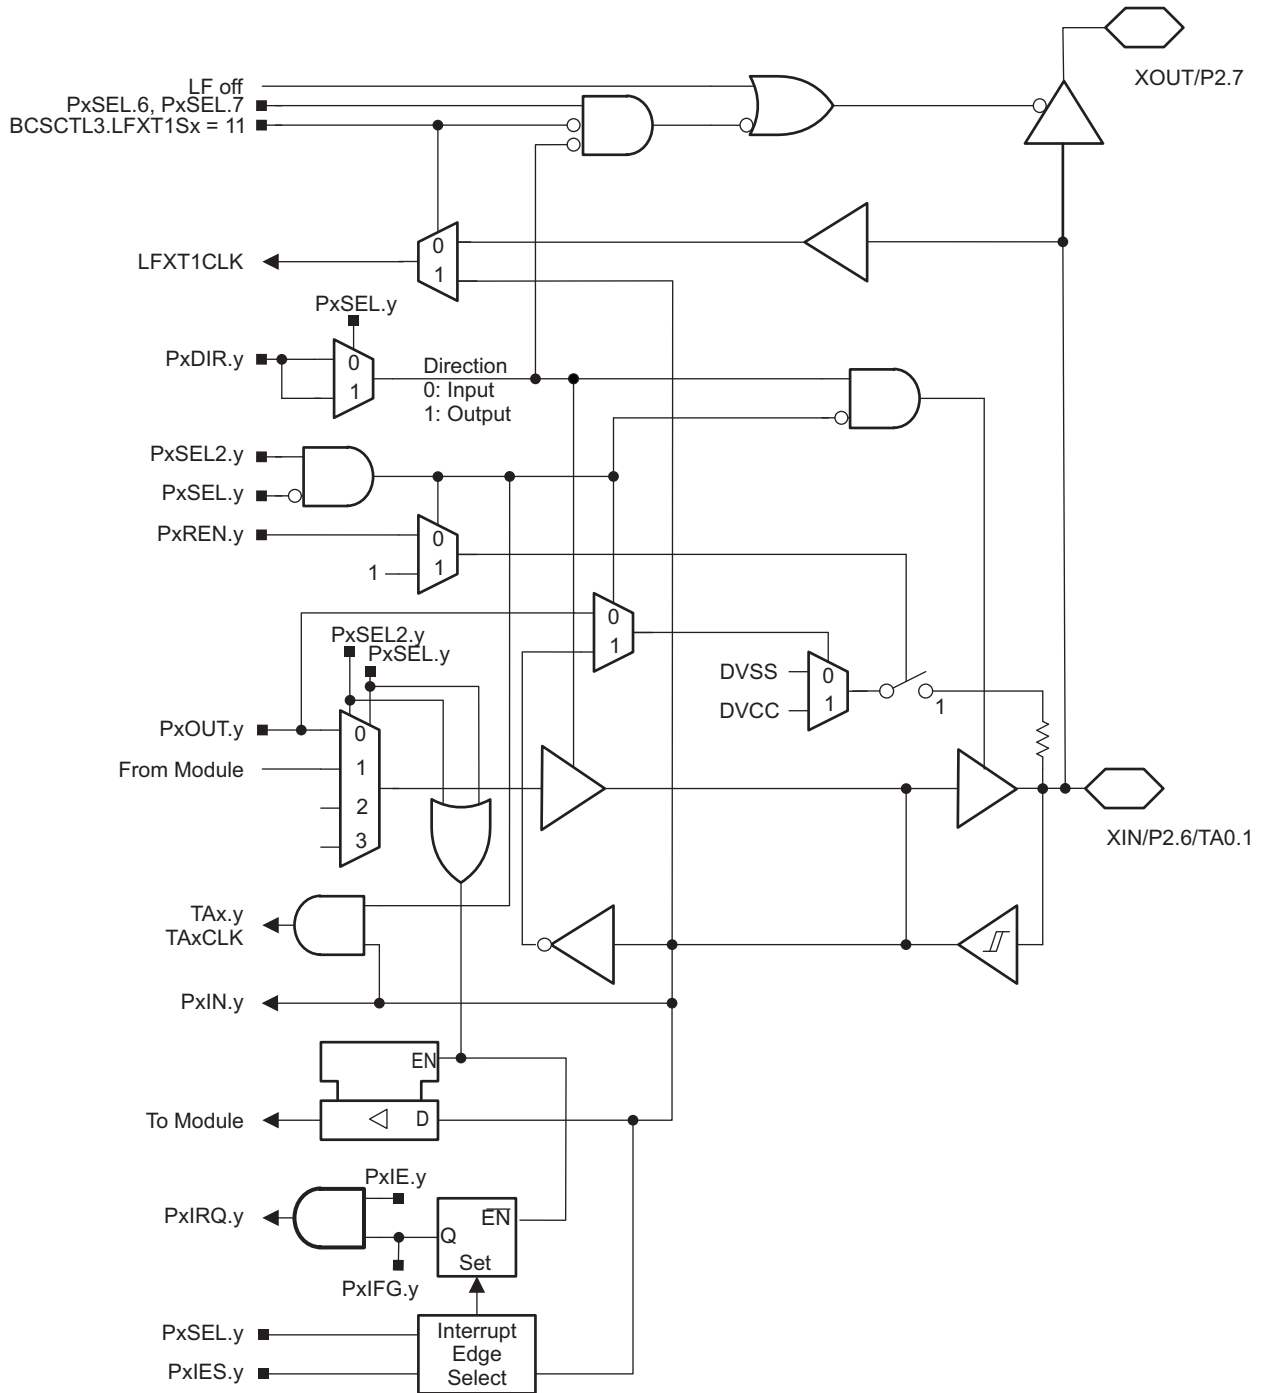 XOUT/P2.7
LF off
PxSEL.6, PxSEL.7
BCSCTL3.LFXT1Sx = 11
0
LFXT1CLK
1
PxSEL.y
PxDIR.y
0
1
Direction
0: Input
1: Output
PxSEL2.y
PxSEL.y
PxREN.y
0
1
1
0
1
PxSEL2.y
PxSEL.y
DVSS
0
DVCC
1
1
PxOUT.y
0
From Module
1
2
3
XIN/P2.6/TA0.1
TAx.y
TAxCLK
PxIN.y
EN
To Module
D
PxIE.y
PxIRQ.y
EN
Q
Set
PxIFG.y
PxSEL.y
PxIES.y
Interrupt
Edge
Select